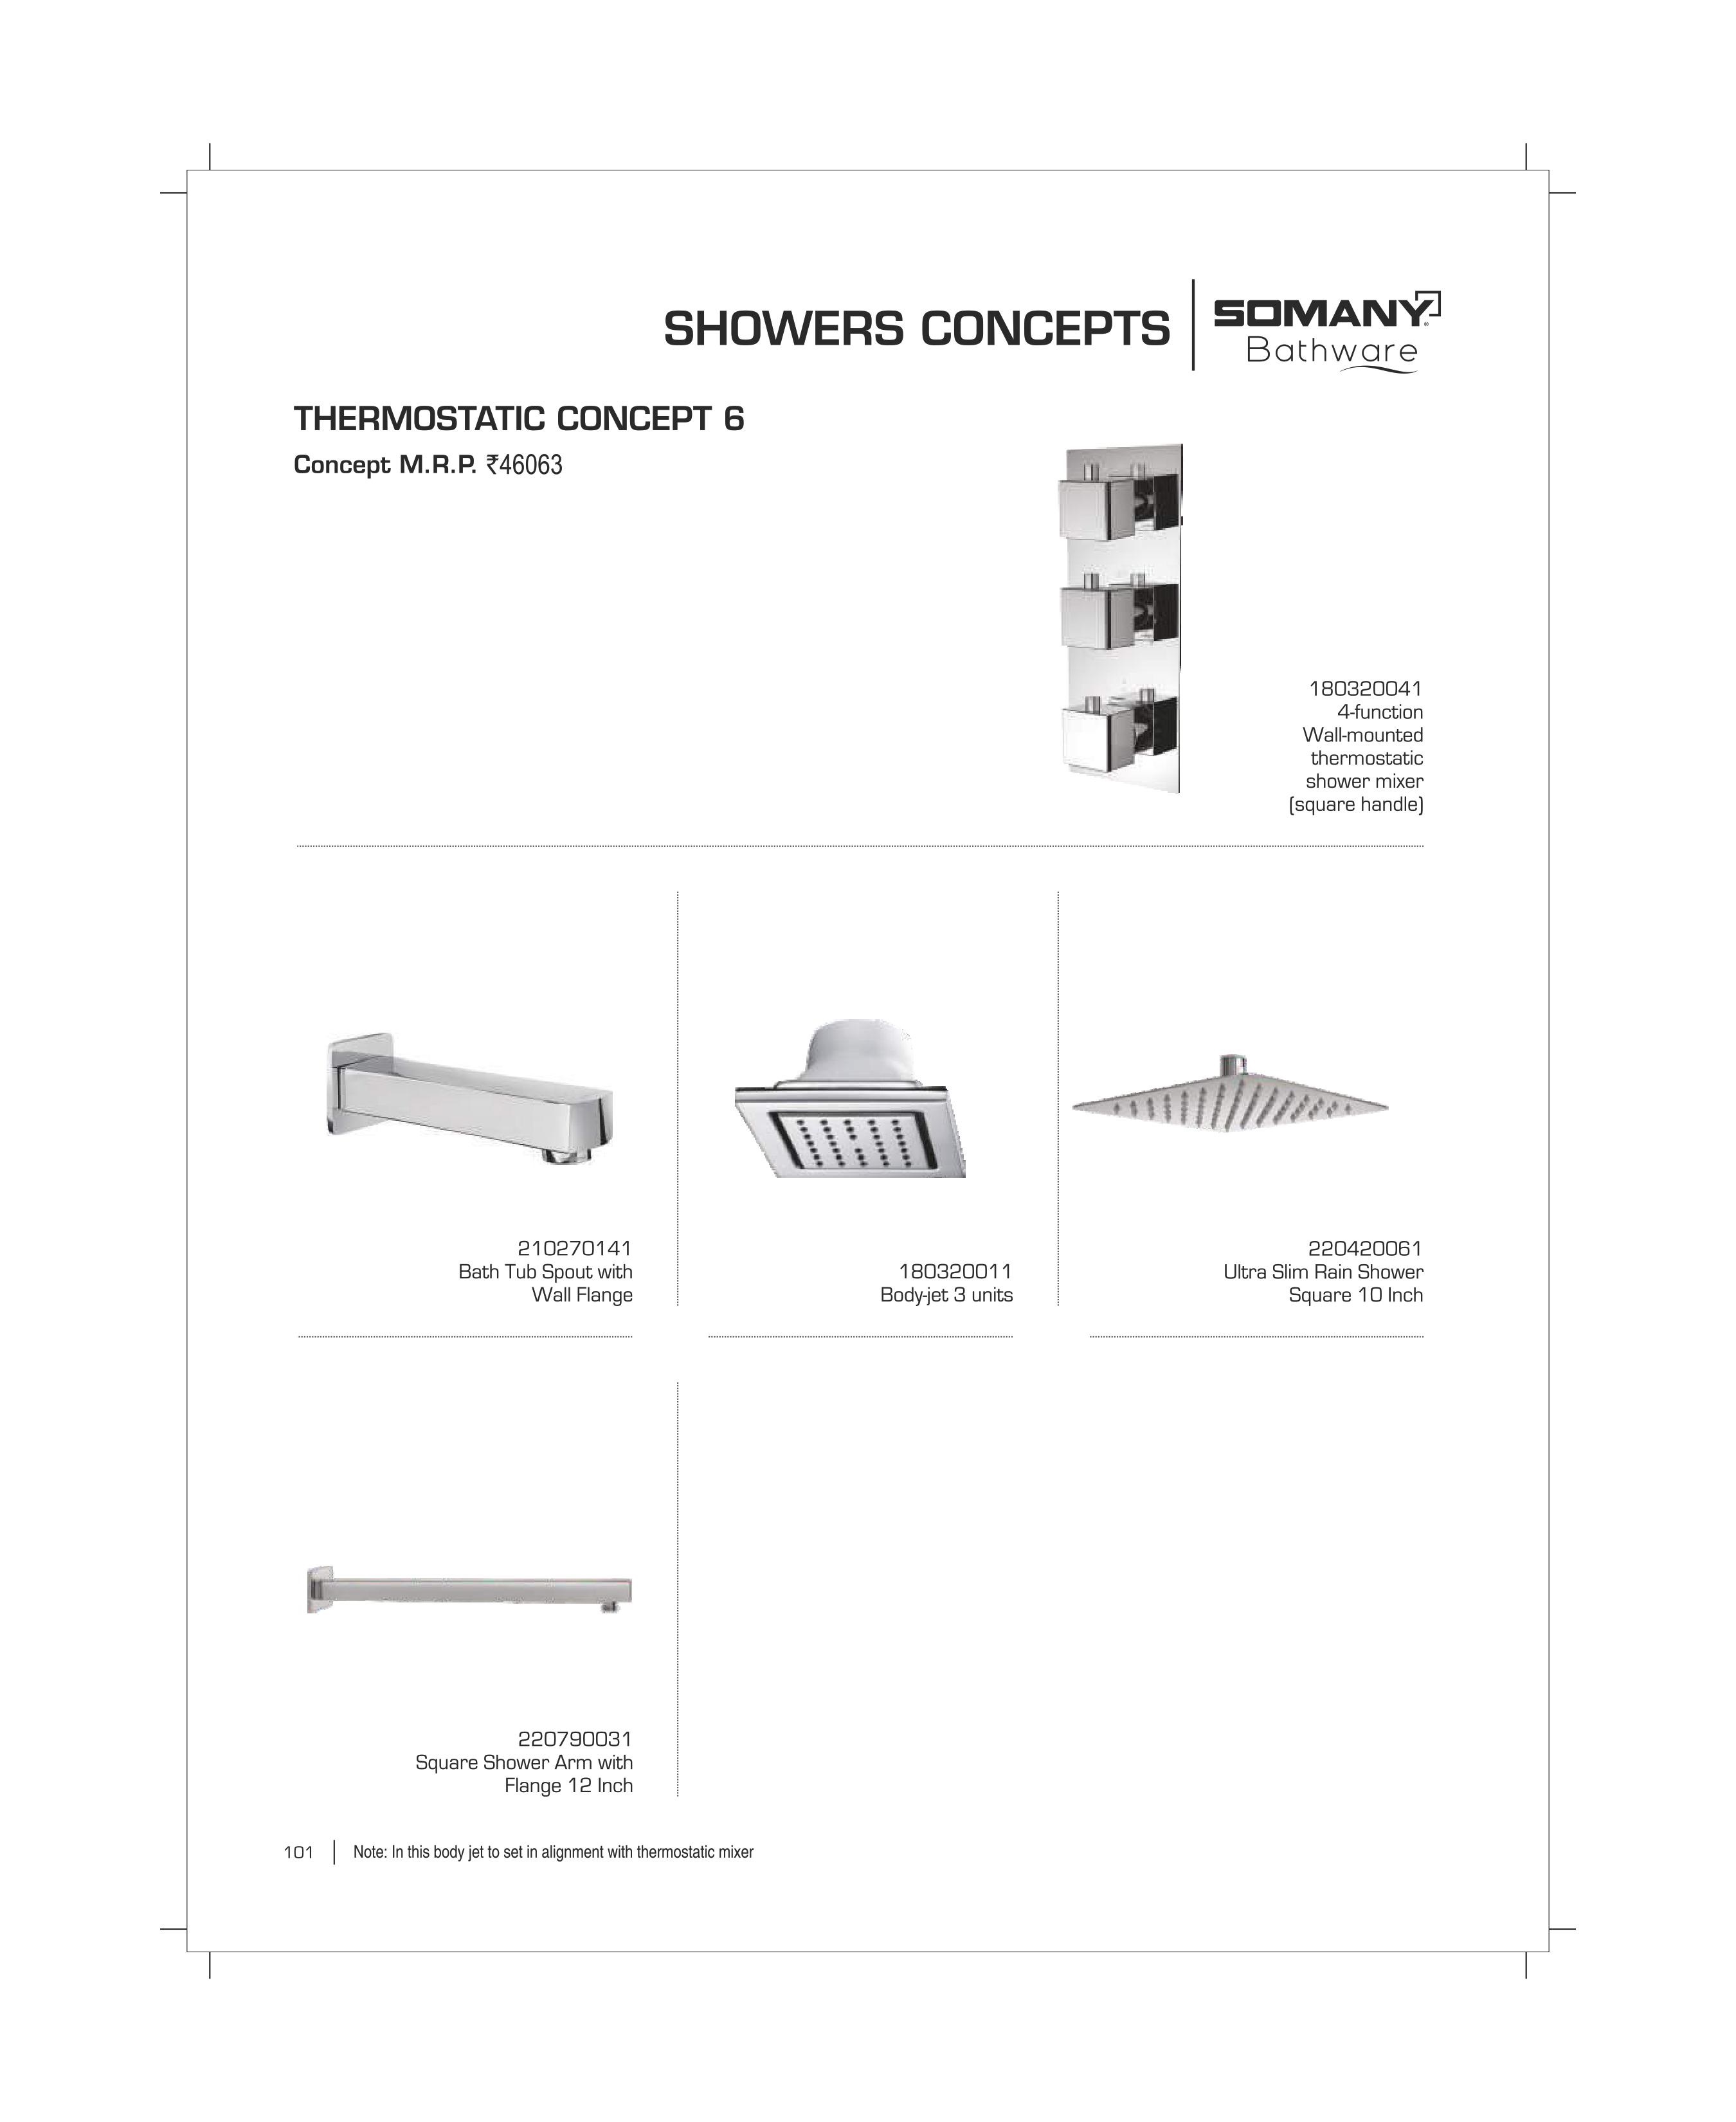 SHOWERS CONCEPTS
SOMANY®
Bathware
THERMOSTATIC CONCEPT 6
Concept M.R.P. ₹46063
180320041
4-function
Wall-mounted
thermostatic
shower mixer
(square handle)
210270141
Bath Tub Spout with
Wall Flange
180320011
Body-jet 3 units
220420061
Ultra Slim Rain Shower
Square 10 Inch
220790031
Square Shower Arm with
Flange 12 Inch
101
Note: In this body jet to set in alignment with thermostatic mixer